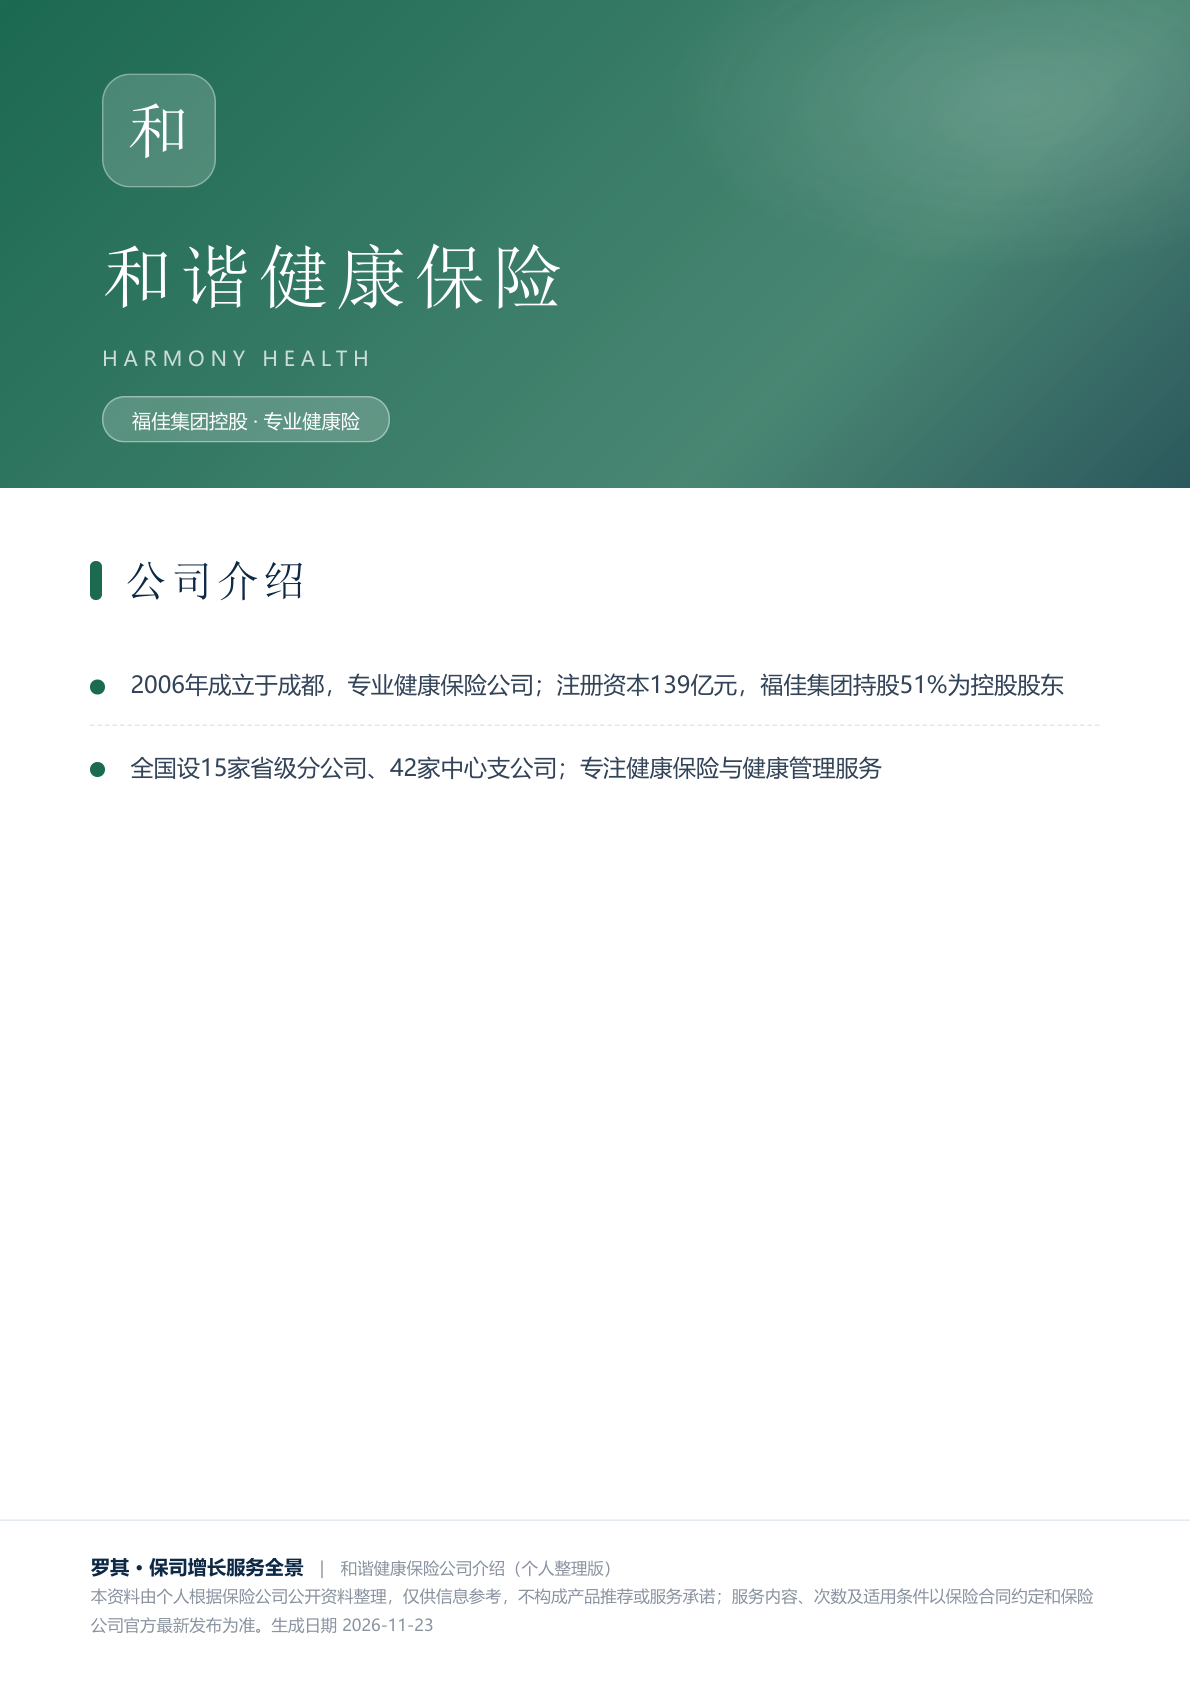 和
和谐健康保险
HARMONY HEALTH
福佳集团控股 · 专业健康险
公司介绍
2006年成立于成都，专业健康保险公司；注册资本139亿元，福佳集团持股51%为控股股东
全国设15家省级分公司、42家中心支公司；专注健康保险与健康管理服务
罗其 • 保司增长服务全景 | 和谐健康保险公司介绍（个人整理版）
本资料由个人根据保险公司公开资料整理，仅供信息参考，不构成产品推荐或服务承诺；服务内容、次数及适用条件以保险合同约定和保险
公司官方最新发布为准。生成日期 2026-11-23